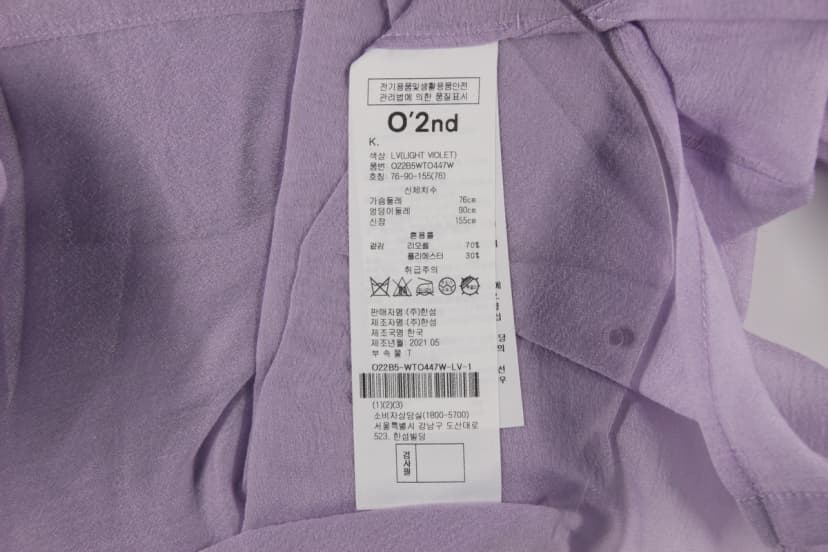 전기용품및생활용품안전
관리법에 의한 품질표시
O'2nd
K.
색상: LV(LIGHT VIOLET)
품번: O22B5WTO447W
호칭: 76-90-155(76)
신체치수
가슴둘레 76cm
엉덩이둘레 90cm
신장 155cm
혼용률
겉감 리오셀 70%
폴리에스터 30%
취급주의
판매자명:(주)한섬
제조자명:(주)한섬
제조국명:한국
제조년월: 2021.05
부 속 물: T
O22B5-WTO447W-LV-1
(1)(2)(3)
소비자상담실(1800-5700)
서울특별시 강남구 도산대로
523, 한섬빌딩
검사필